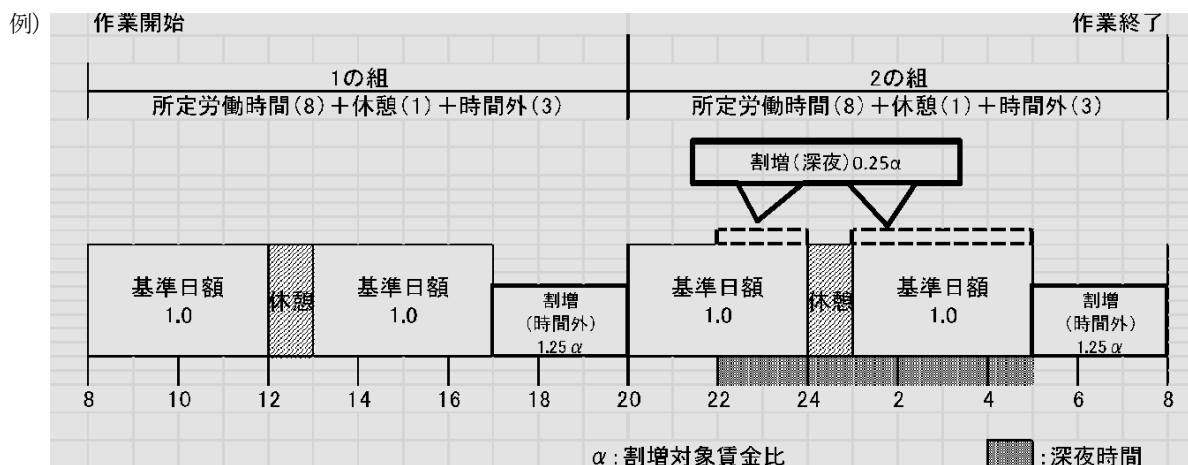 例)
作業開始 作業終了
1の組 2の組
所定労働時間(8)+休憩(1)+時間外(3) 所定労働時間(8)+休憩(1)+時間外(3)
割増(深夜)0.25α
基準日額 休憩 基準日額 基準日額 休憩 基準日額
1.0 1.0 1.0 1.0
割増 割増
(時間外) (時間外)
1.25α 1.25α
8 10 12 14 16 18 20 22 24 2 4 6 8
α:割増対象賃金比 :深夜時間